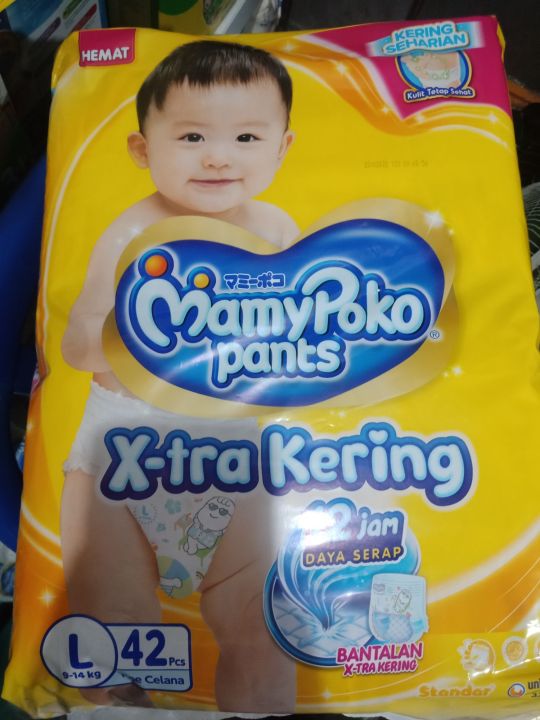 HEMAT
KERING
SEHARIAN
Kulit Tetap Sehat
マミーポコ
MamyPoko®
pants
X-tra Kering
jam
DAYA SERAP
L
BANTALAN
X-TRA KERING
L
9-14 kg
42 Pcs
Celana
Standar